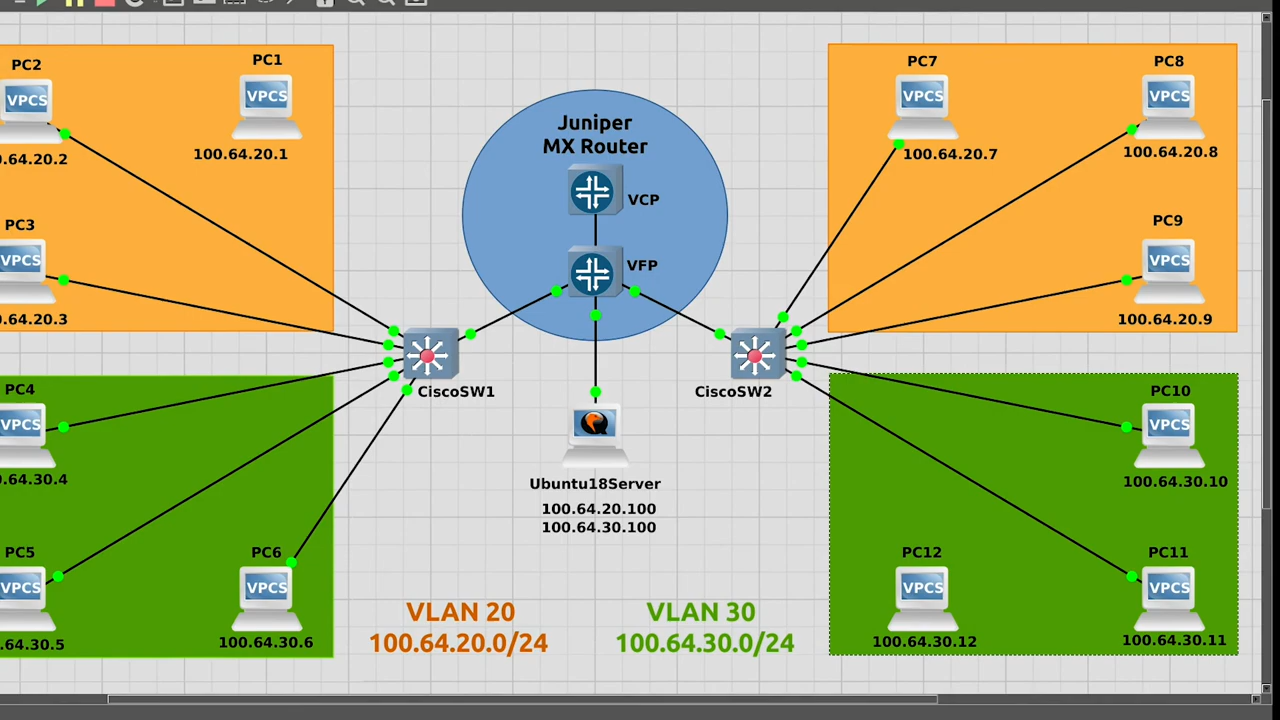 PC2
VPCS
.64.20.2
PC1
VPCS
100.64.20.1
PC3
VPCS
.64.20.3
Juniper
MX Router
VCP
VFP
PC7
VPCS
100.64.20.7
PC8
VPCS
100.64.20.8
PC9
VPCS
100.64.20.9
CiscoSW1
CiscoSW2
PC4
VPCS
.64.30.4
PC5
VPCS
.64.30.5
PC6
VPCS
100.64.30.6
Ubuntu18Server
100.64.20.100
100.64.30.100
PC10
VPCS
100.64.30.10
PC12
VPCS
100.64.30.12
PC11
VPCS
100.64.30.11
VLAN 20
100.64.20.0/24
VLAN 30
100.64.30.0/24